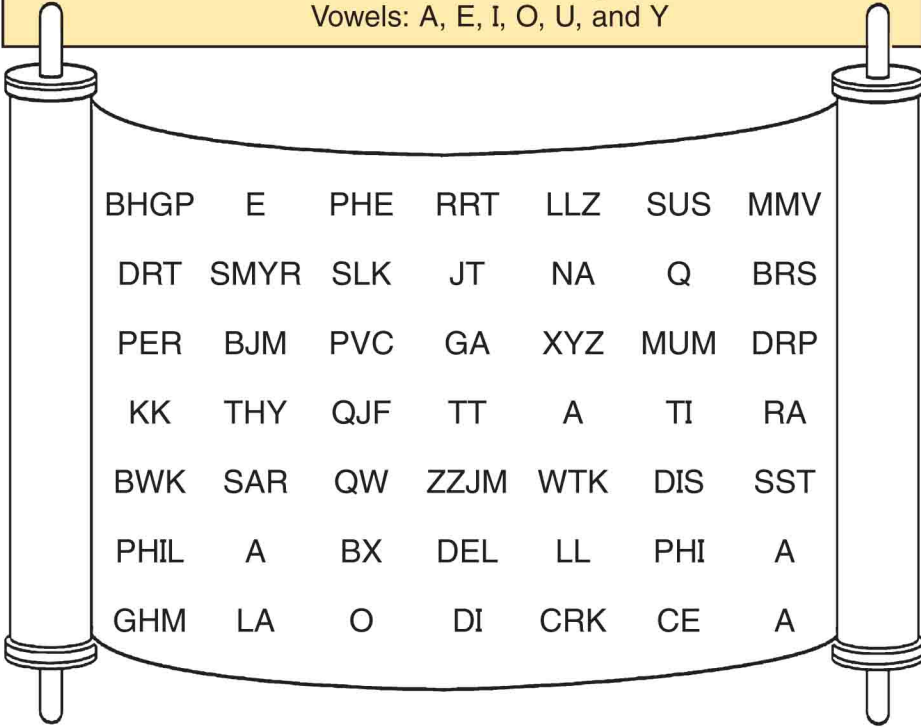 Vowels: A, E, I, O, U, and Y
BHGP E PHE RRT LLZ SUS MMV
DRT SMYR SLK JT NA Q BRS
PER BJM PVC GA XYZ MUM DRP
KK THY QJF TT A TI RA
BWK SAR QW ZZJM WTK DIS SST
PHIL A BX DEL LL PHI A
GHM LA O DI CRK CE A